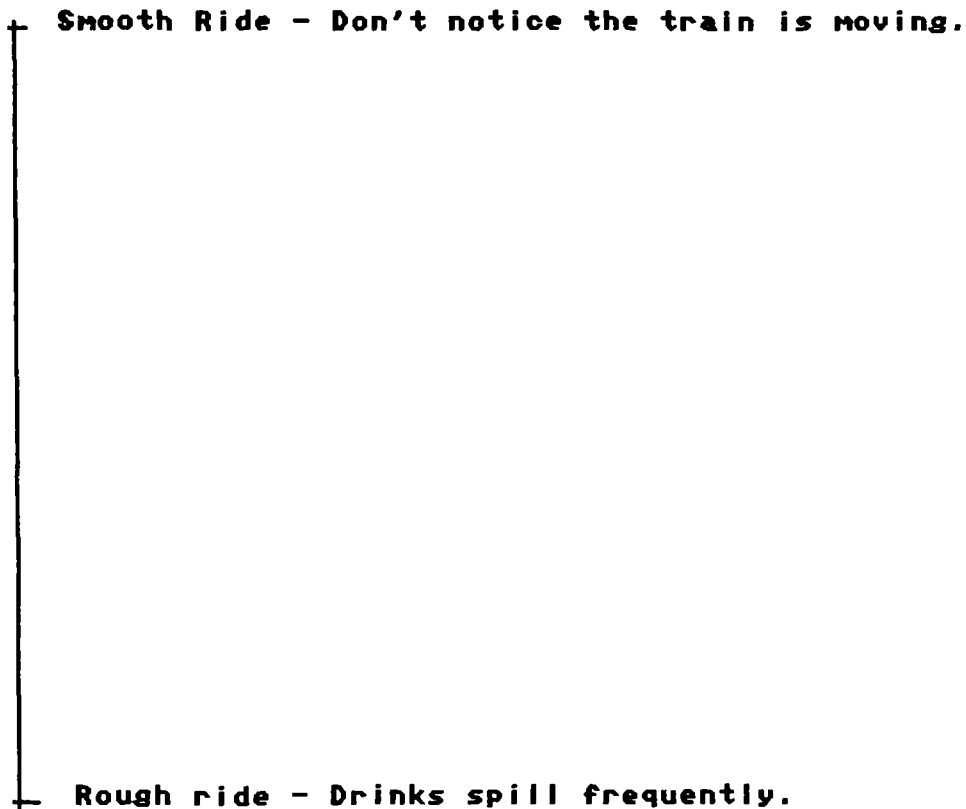 Smooth Ride - Don't notice the train is moving.
Rough ride - Drinks spill frequently.